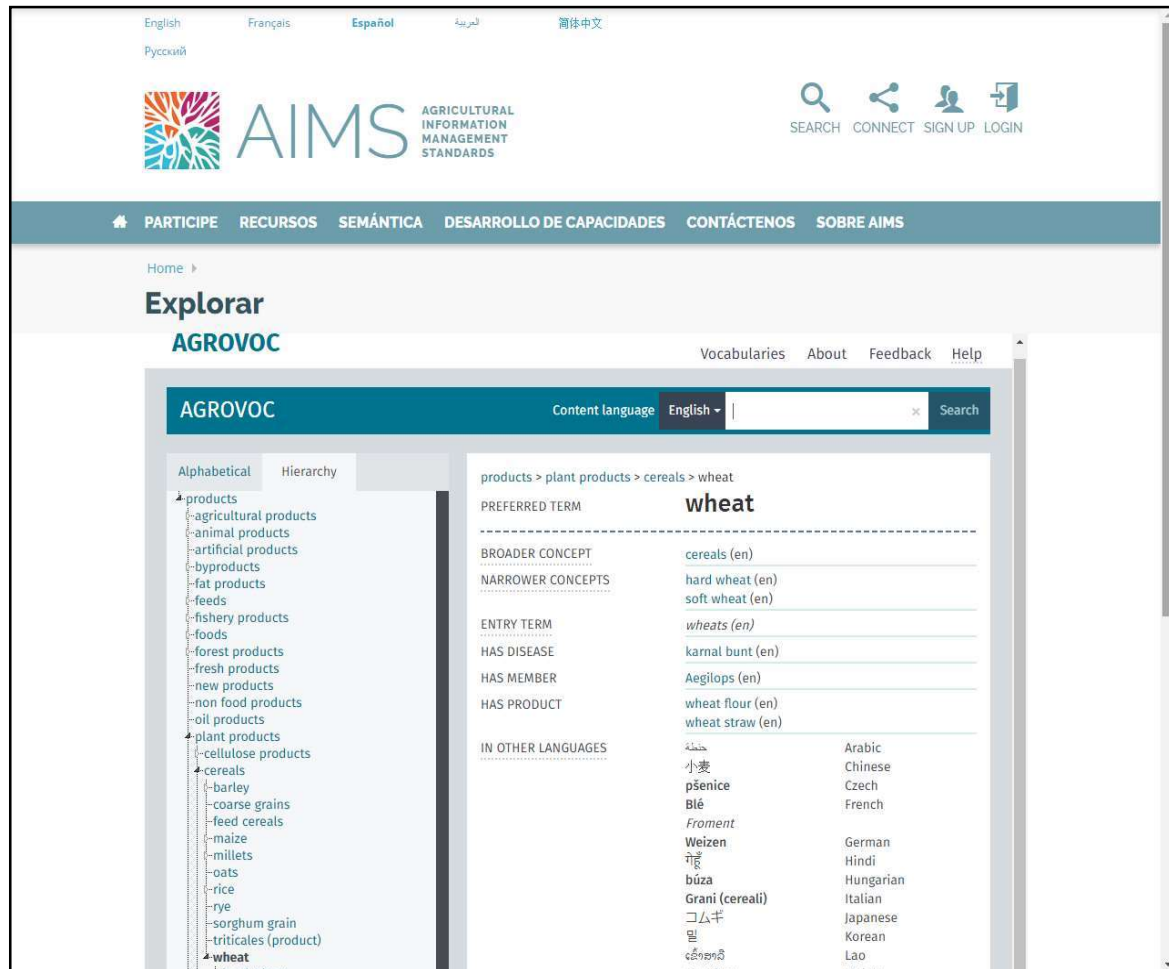 English Français Español العربية 简体中文
Русский
AIMS
AGRICULTURAL
INFORMATION
MANAGEMENT
STANDARDS
SEARCH CONNECT SIGN UP LOGIN
PARTICIPE RECURSOS SEMÁNTICA DESARROLLO DE CAPACIDADES CONTÁCTENOS SOBRE AIMS
Home
Explorar
AGROVOC
Vocabularies About Feedback Help
AGROVOC Content language English Search
Alphabetical Hierarchy
products
agricultural products
animal products
artificial products
byproducts
fat products
feeds
fishery products
foods
forest products
fresh products
new products
non food products
oil products
plant products
cellulose products
cereals
barley
coarse grains
feed cereals
maize
millets
oats
rice
rye
sorghum grain
triticales (product)
wheat
products > plant products > cereals > wheat
PREFERRED TERM wheat
BROADER CONCEPT cereals (en)
NARROWER CONCEPTS hard wheat (en)
soft wheat (en)
ENTRY TERM wheats (en)
HAS DISEASE karnal bunt (en)
HAS MEMBER Aegilops (en)
HAS PRODUCT wheat flour (en)
wheat straw (en)
IN OTHER LANGUAGES حنطة Arabic
小麦 Chinese
pšenice Czech
Blé French
Froment
Weizen German
गेहूँ Hindi
búza Hungarian
Grani (cereali) Italian
コムギ Japanese
밀 Korean
Lao